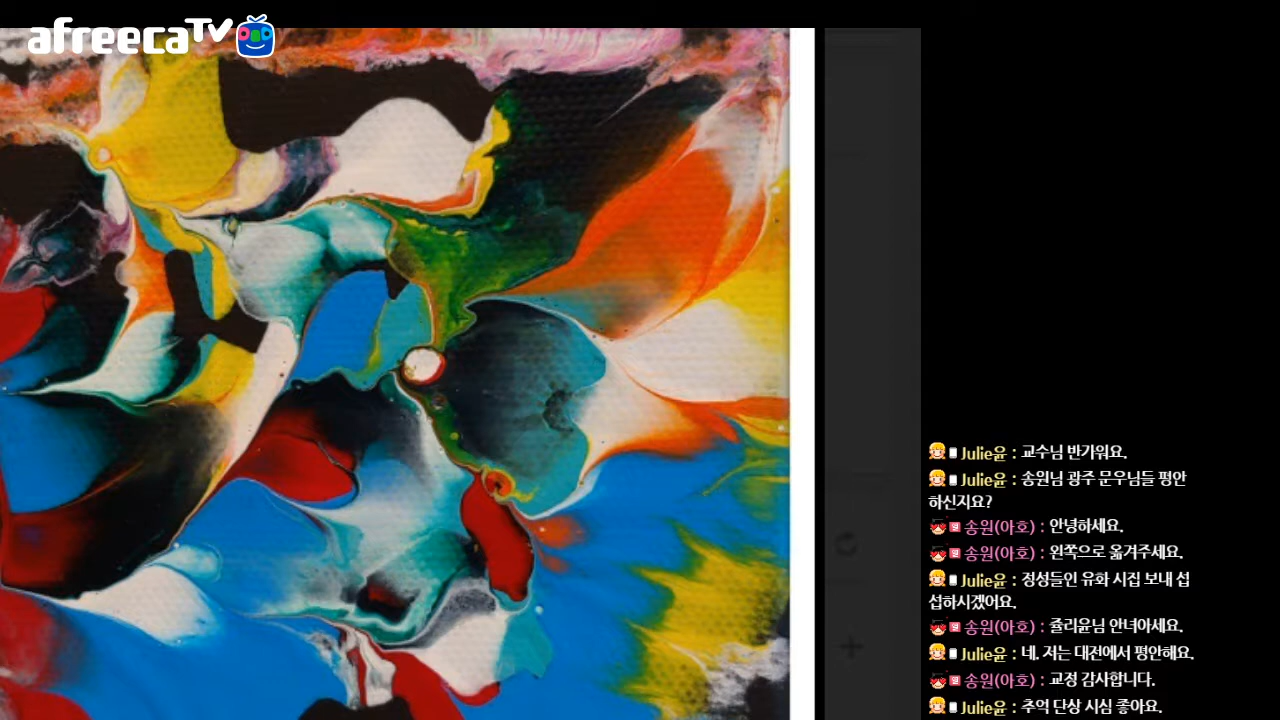 afreecaTV
Julie윤 : 교수님 반가워요.
Julie윤 : 송원님 광주 문우님들 평안
하신지요?
송원(아호) : 안녕하세요.
송원(아호) : 왼쪽으로 옮겨주세요.
Julie윤 : 정성들인 유화 시집 보내 섭
섭하시겠어요.
송원(아호) : 쥴리윤님 안녀아세요.
Julie윤 : 네. 저는 대전에서 평안해요.
송원(아호) : 교정 감사합니다.
Julie윤 : 추억 단상 시심 좋아요.